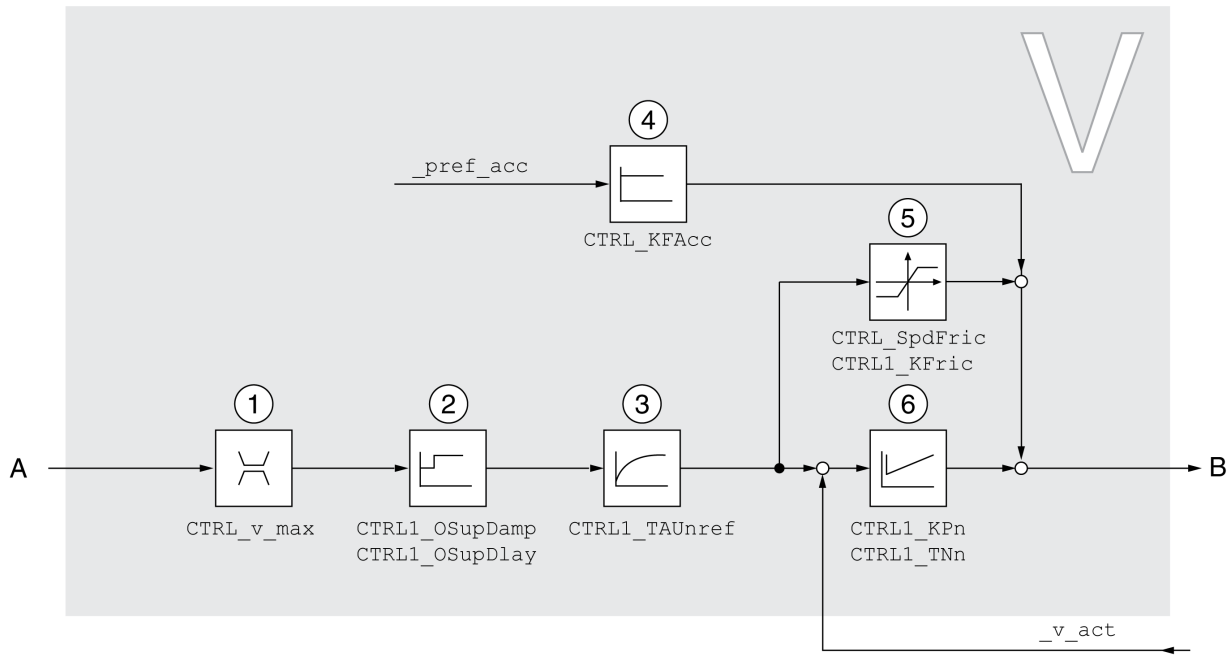 V
4
_pref_acc
CTRL_KFAcc
5
CTRL_SpdFric
CTRL1_KFric
1
2
3
6
A
B
CTRL_v_max
CTRL1_OSupDamp
CTRL1_OSupDlay
CTRL1_TAUnref
CTRL1_KPn
CTRL1_TNn
_v_act